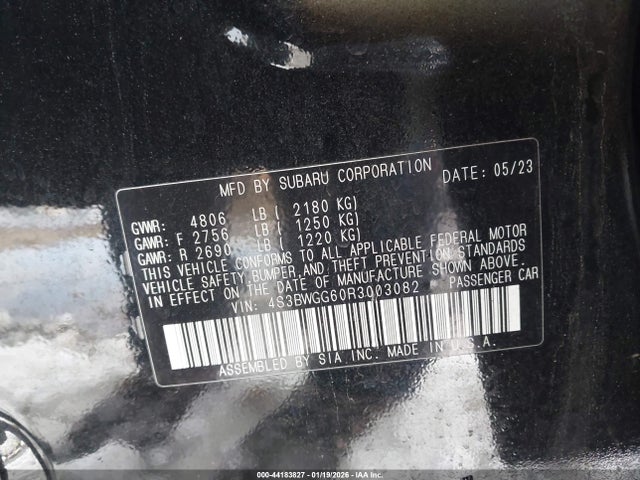 MFD BY SUBARU CORPORATION DATE: 05/23
GVWR: 4806 LB ( 2180 KG)
GAWR: F 2756 LB ( 1250 KG)
GAWR: R 2690 LB ( 1220 KG)
THIS VEHICLE CONFORMS TO ALL APPLICABLE FEDERAL MOTOR
VEHICLE SAFETY, BUMPER, AND THEFT PREVENTION STANDARDS
IN EFFECT ON THE DATE OF MANUFACTURE SHOWN ABOVE.
VIN: 4S3BWGG60R3003082 PASSENGER CAR
ASSEMBLED BY SIA INC. MADE IN U.S.A.
000-44183827 - 01/19/2026 - IAA Inc.